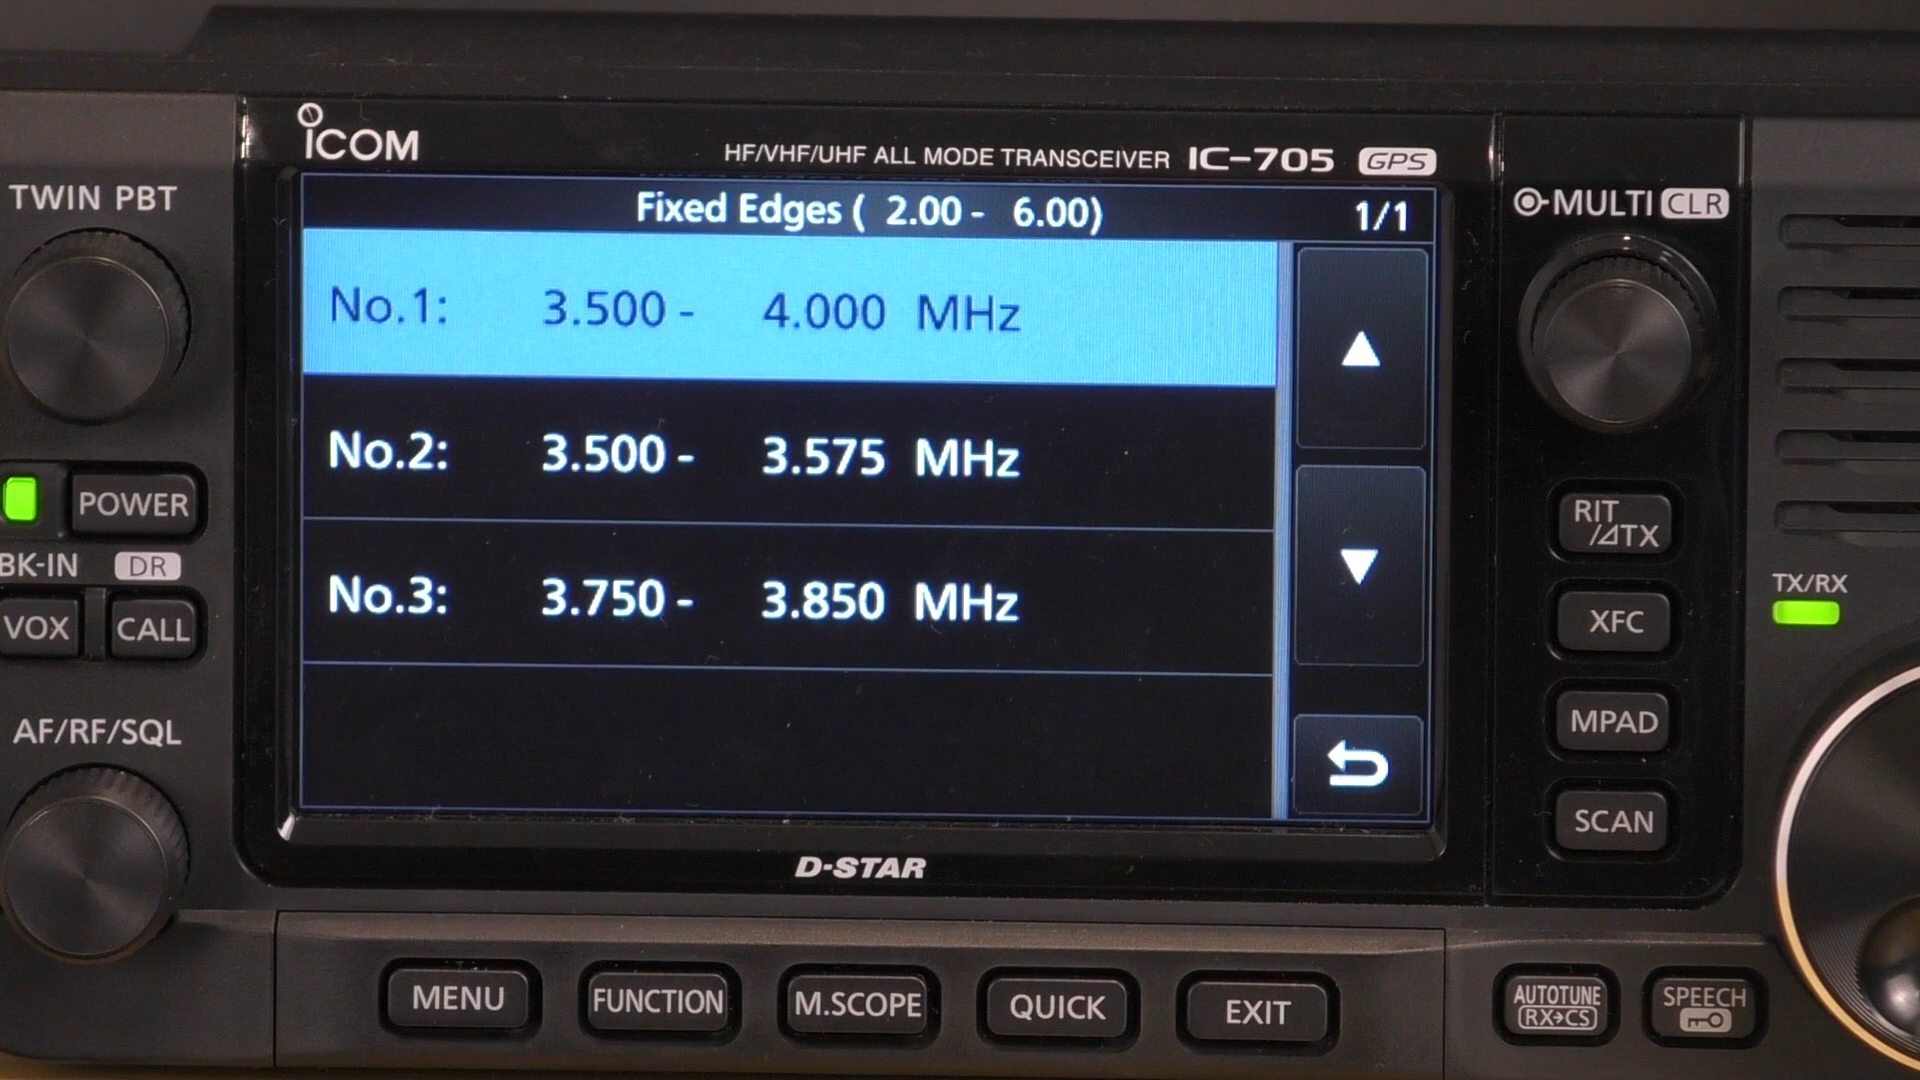 ICOM
HF/VHF/UHF ALL MODE TRANSCEIVER IC-705 GPS
TWIN PBT
Fixed Edges ( 2.00 - 6.00) 1/1
MULTI CLR
No.1: 3.500 - 4.000 MHz
No.2: 3.500 - 3.575 MHz
No.3: 3.750 - 3.850 MHz
POWER
BK-IN DR
VOX CALL
AF/RF/SQL
RIT
/⊿TX
XFC
MPAD
SCAN
TX/RX
D-STAR
MENU FUNCTION M.SCOPE QUICK EXIT
AUTOTUNE
RX→CS
SPEECH